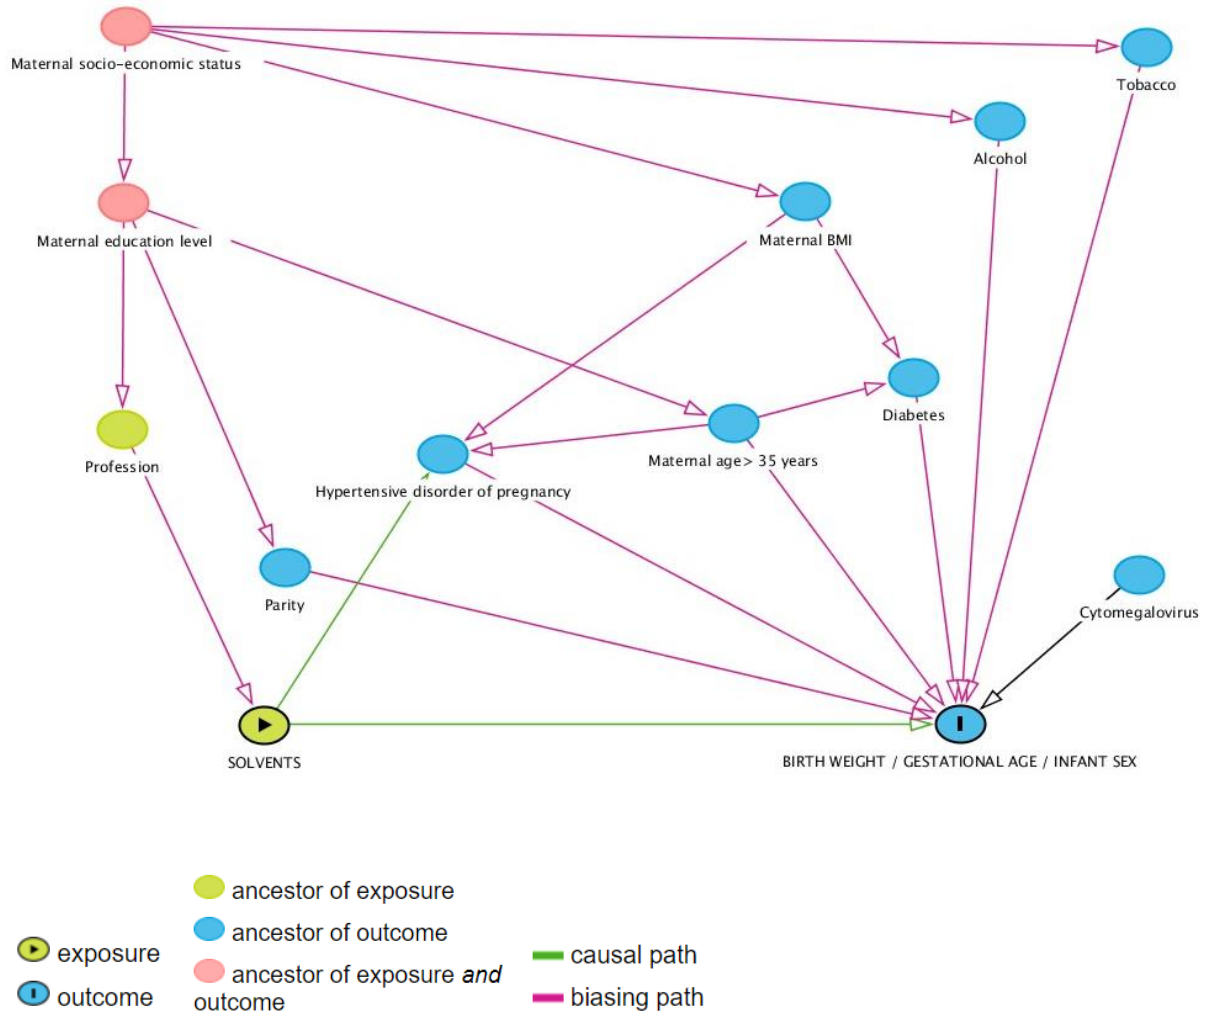 Maternal socio-economic status
Tobacco
Alcohol
Maternal education level
Maternal BMI
Diabetes
Profession
Maternal age> 35 years
Hypertensive disorder of pregnancy
Parity
Cytomegalovirus
SOLVENTS
BIRTH WEIGHT / GESTATIONAL AGE / INFANT SEX
exposure
outcome
ancestor of exposure
ancestor of outcome
ancestor of exposure and
outcome
causal path
biasing path